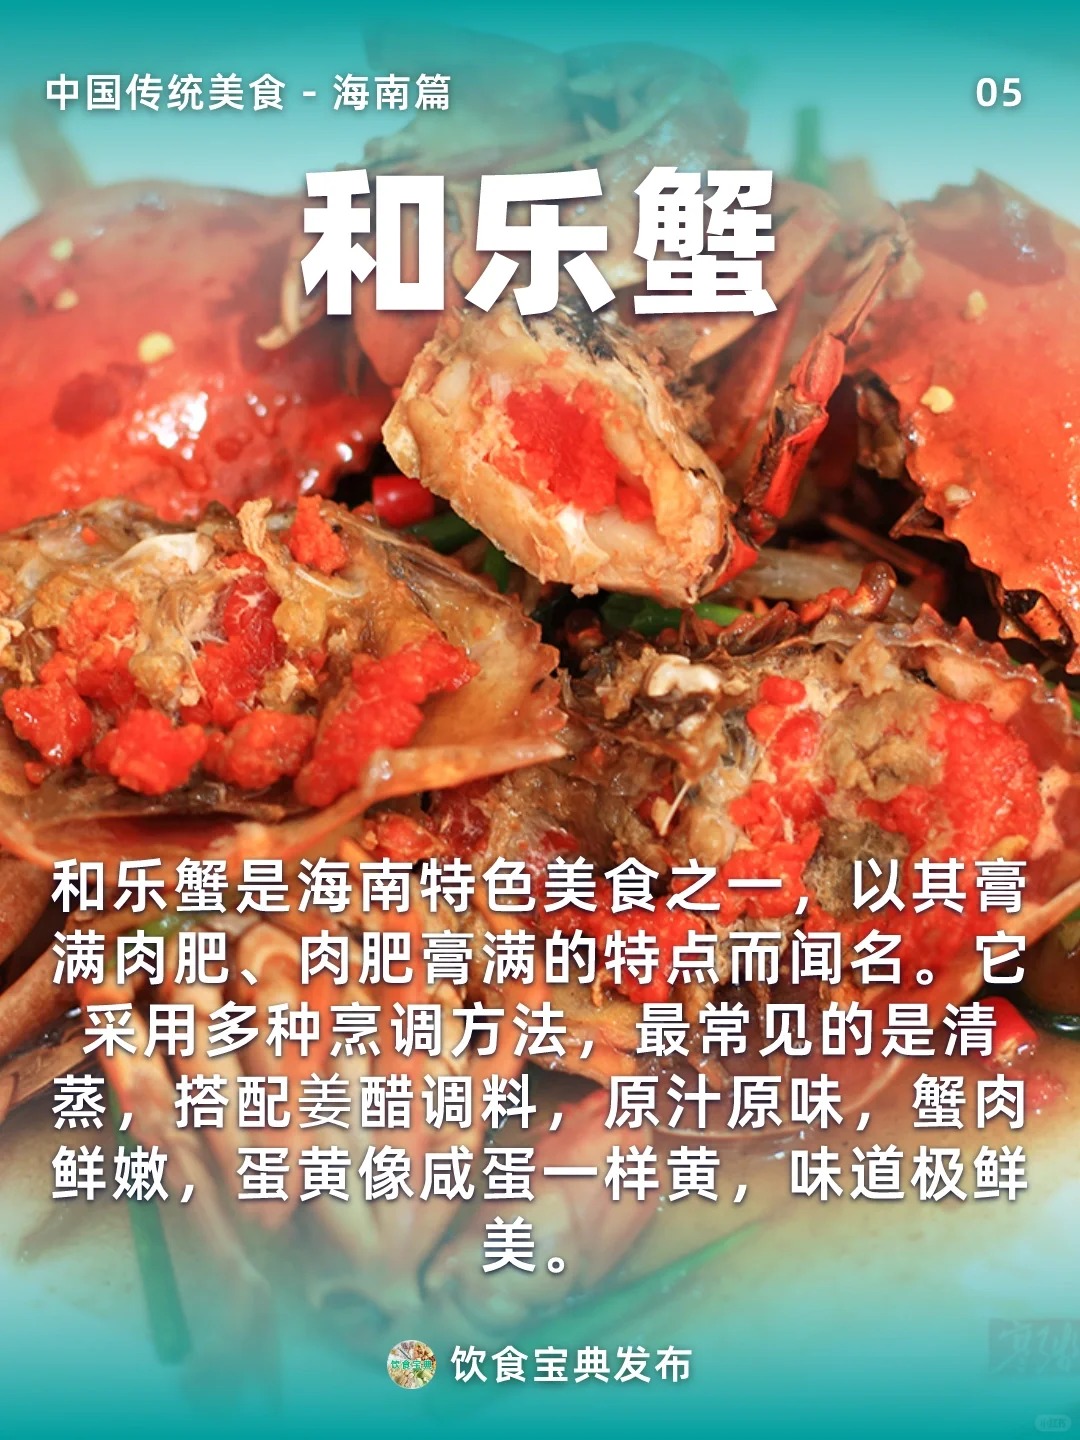 中国传统美食 - 海南篇
05
和乐蟹
和乐蟹是海南特色美食之一，以其膏
满肉肥、肉肥膏满的特点而闻名。它
采用多种烹调方法，最常见的是清
蒸，搭配姜醋调料，原汁原味，蟹肉
鲜嫩，蛋黄像咸蛋一样黄，味道极鲜
美。
饮食宝典
饮食宝典发布